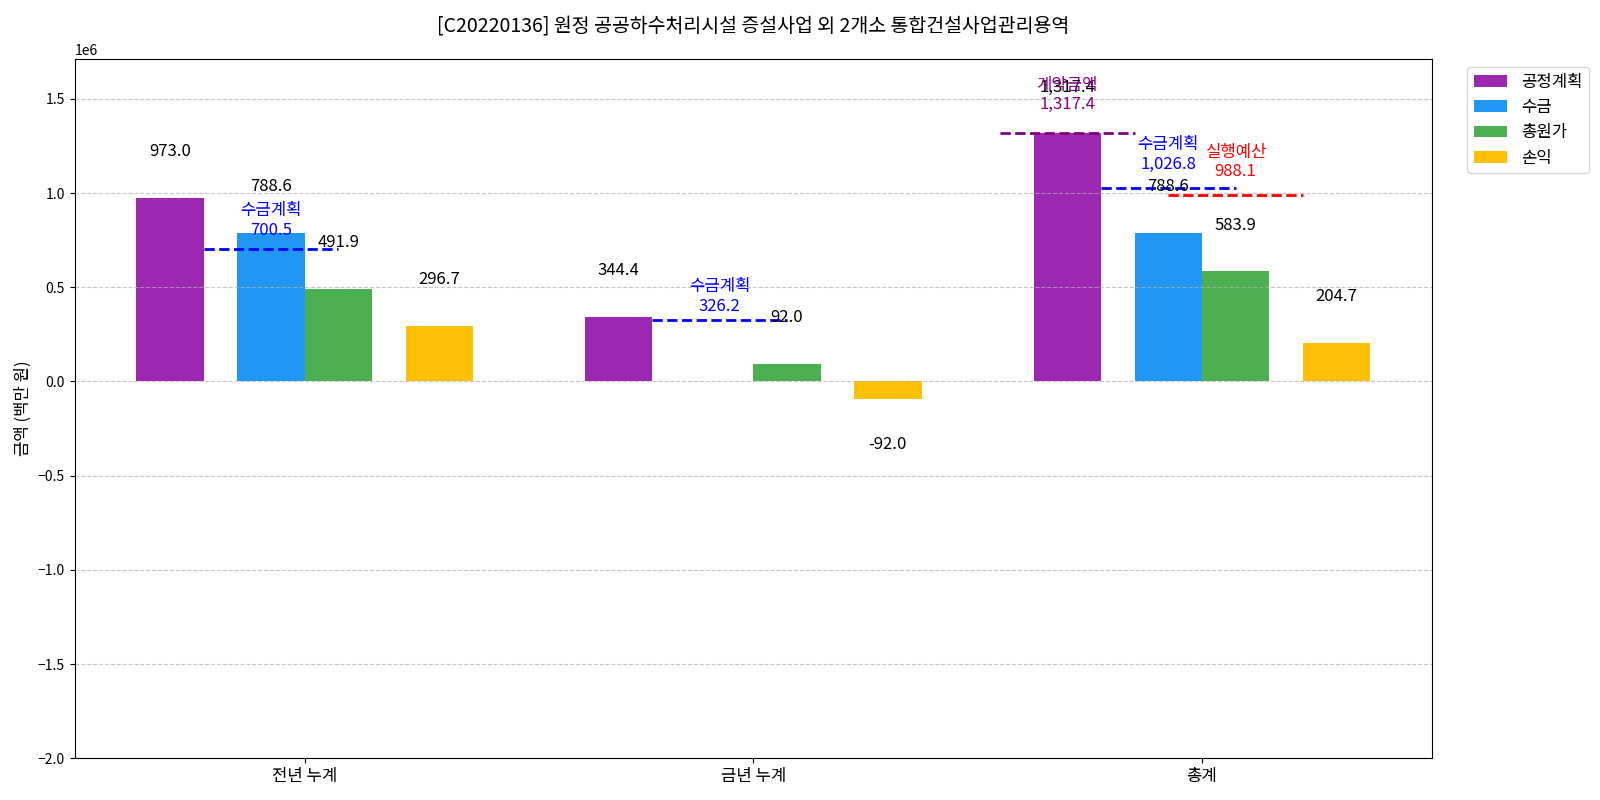 [C20220136] 원정 공공하수처리시설 증설사업 외 2개소 통합건설사업관리용역
1e6
금액 (백만 원)
1.5
1.0
0.5
0.0
−0.5
−1.0
−1.5
−2.0
973.0
788.6
수금계획
700.5
491.9
296.7
344.4
수금계획
326.2
92.0
-92.0
계약금액
1,317.4
1,317.4
수금계획
1,026.8
788.6
실행예산
988.1
583.9
204.7
전년 누계
금년 누계
총계
공정계획
수금
총원가
손익